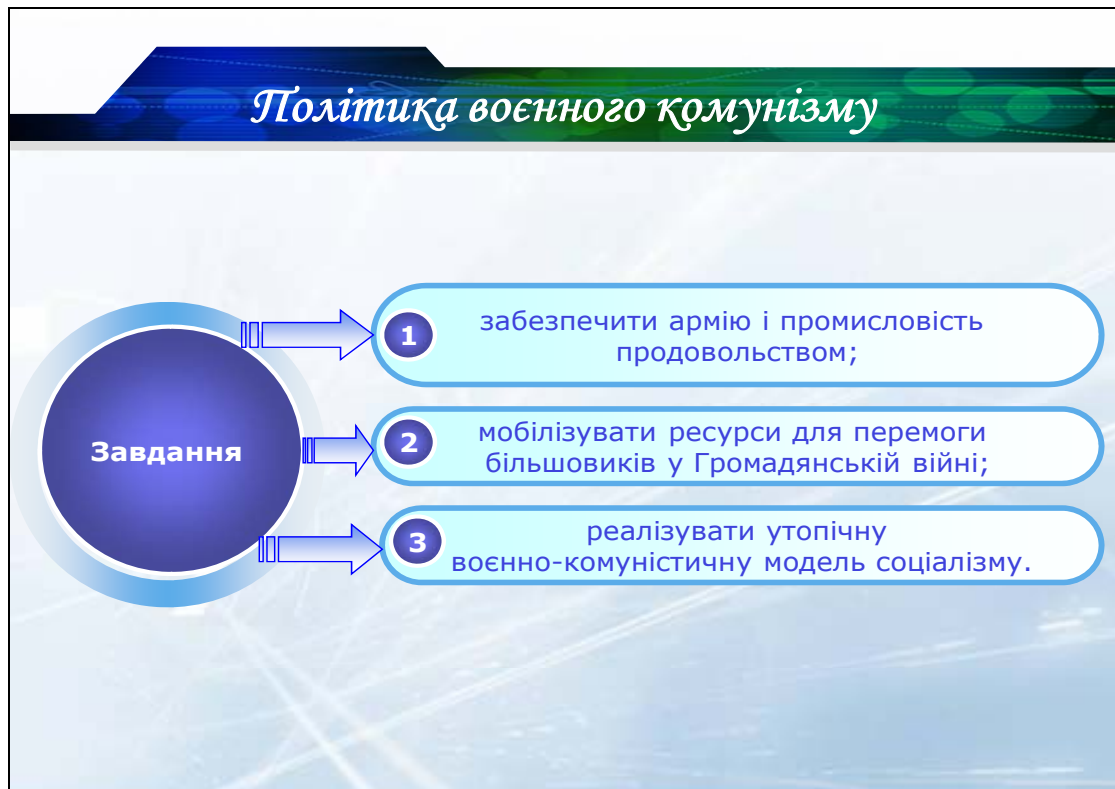 Політика воєнного комунізму
Завдання
1
забезпечити армію і промисловість
продовольством;
2
мобілізувати ресурси для перемоги
більшовиків у Громадянській війні;
3
реалізувати утопічну
воєнно-комуністичну модель соціалізму.